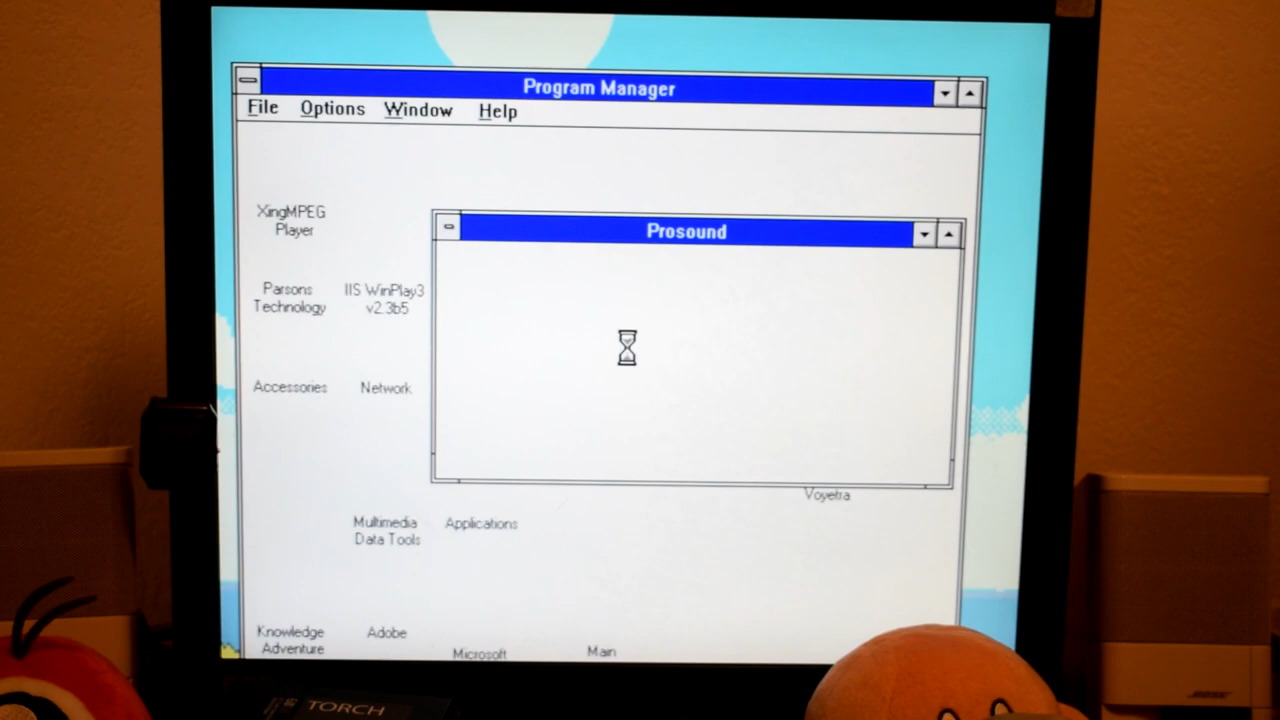 Program Manager
File Options Window Help
XingMPEG
Player
Prosound
Parsons
Technology
IIS WinPlay3
v2.3b5
Accessories
Network
Voyetra
Multimedia
Data Tools
Applications
Knowledge
Adventure
Adobe
Microsoft
Main
TORCH
BOSE